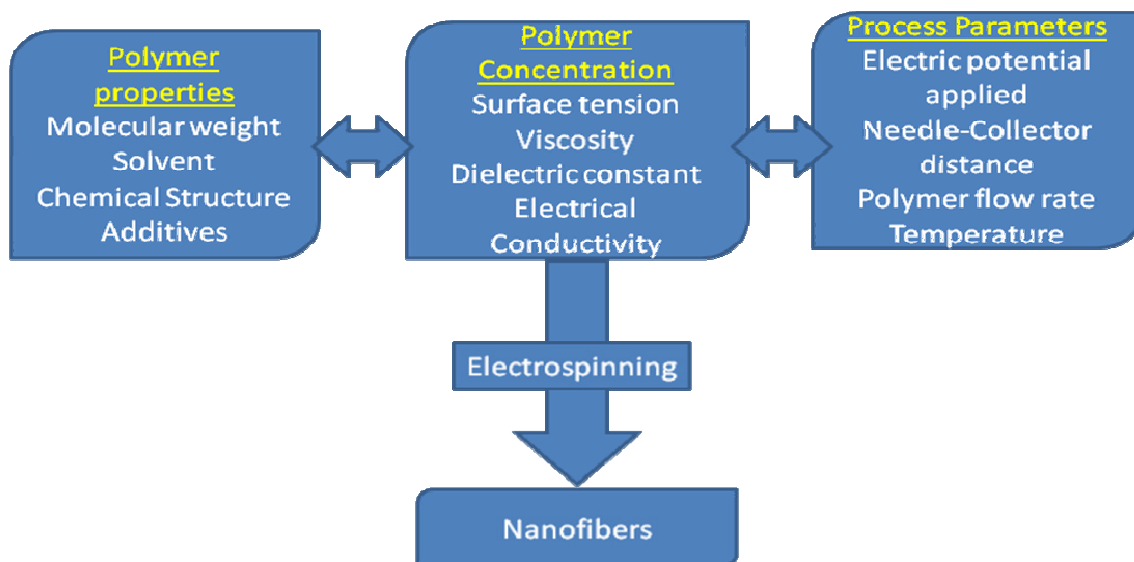 Polymer
properties
Molecular weight
Solvent
Chemical Structure
Additives
Polymer
Concentration
Surface tension
Viscosity
Dielectric constant
Electrical
Conductivity
Process Parameters
Electric potential
applied
Needle-Collector
distance
Polymer flow rate
Temperature
Electrospinning
Nanofibers